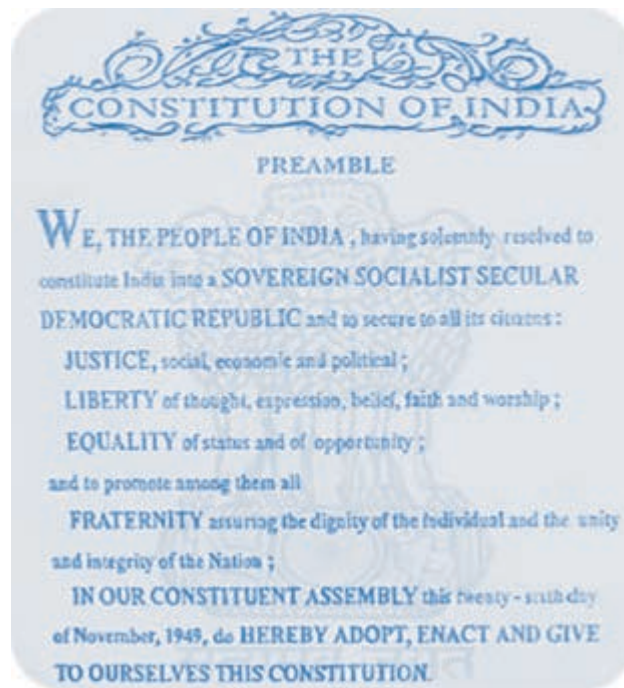 THE
CONSTITUTION OF INDIA
PREAMBLE
WE, THE PEOPLE OF INDIA, having solemnly resolved to
constitute India into a SOVEREIGN SOCIALIST SECULAR
DEMOCRATIC REPUBLIC and to secure to all its citizens :
JUSTICE, social, economic and political ;
LIBERTY of thought, expression, belief, faith and worship ;
EQUALITY of status and of opportunity ;
and to promote among them all
FRATERNITY assuring the dignity of the individual and the unity
and integrity of the Nation ;
IN OUR CONSTITUENT ASSEMBLY this twenty - sixth day
of November, 1949, do HEREBY ADOPT, ENACT AND GIVE
TO OURSELVES THIS CONSTITUTION.